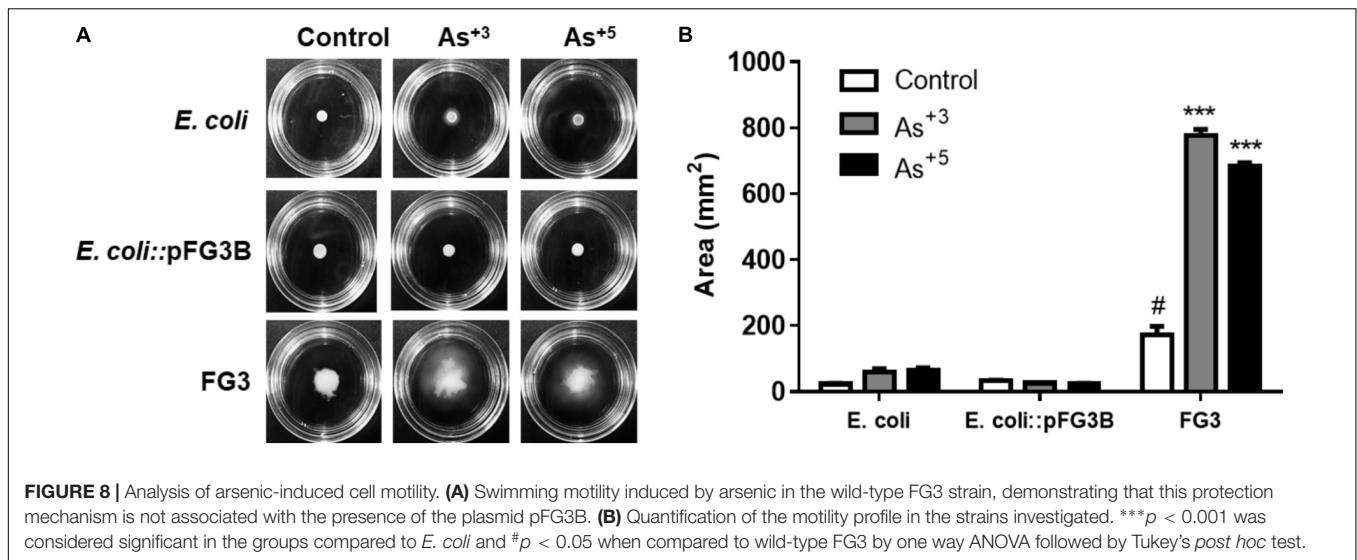 A
Control As+3 As+5
E. coli
E. coli::pFG3B
FG3
B
1000
800
600
400
200
0
Area (mm²)
Control
As+3
As+5
#
***
***
E. coli E. coli::pFG3B FG3
FIGURE 8 | Analysis of arsenic-induced cell motility. (A) Swimming motility induced by arsenic in the wild-type FG3 strain, demonstrating that this protection
mechanism is not associated with the presence of the plasmid pFG3B. (B) Quantification of the motility profile in the strains investigated. ***p < 0.001 was
considered significant in the groups compared to E. coli and #p < 0.05 when compared to wild-type FG3 by one way ANOVA followed by Tukey's post hoc test.